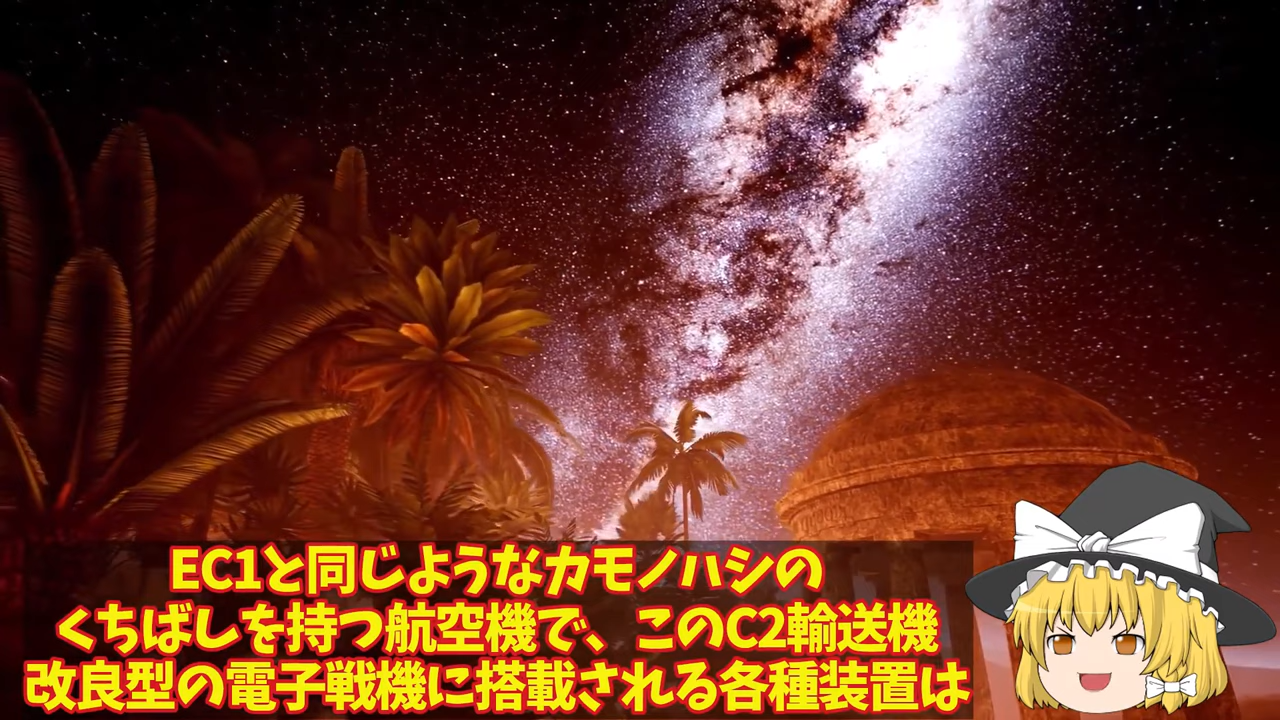 EC1と同じようなカモノハシの
くちばしを持つ航空機で、このC2輸送機
改良型の電子戦機に搭載される各種装置は